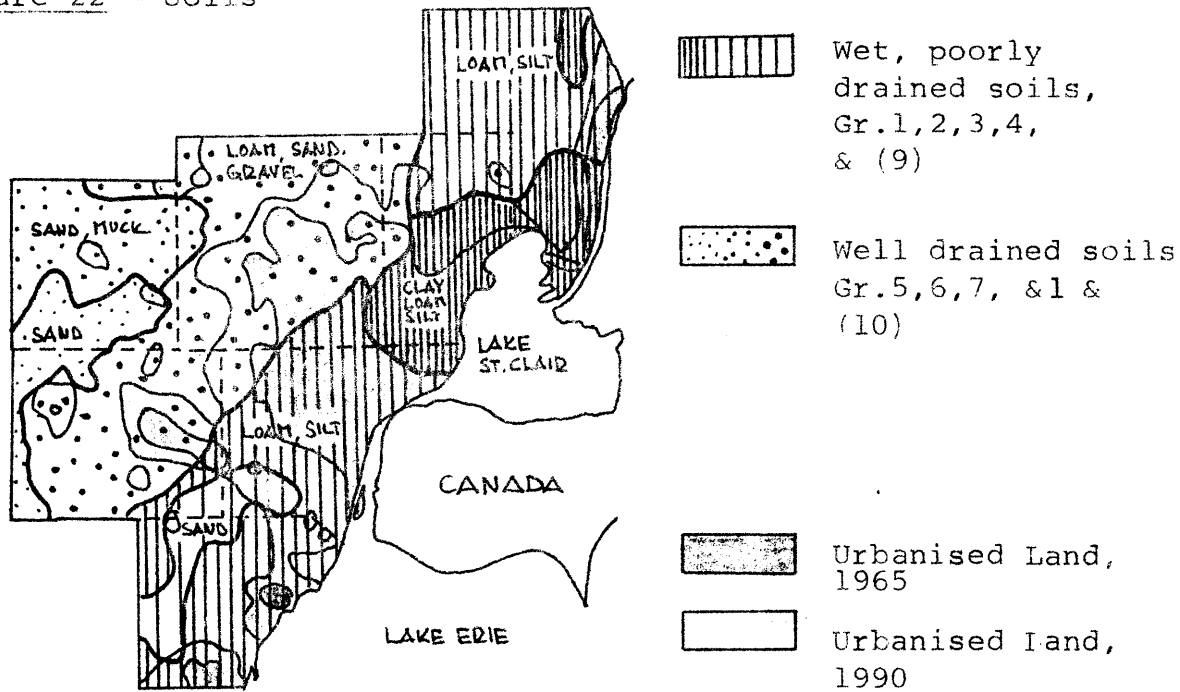 22 Soils
LOAM, SILT
LOAM, SAND,
GRAVEL
SAND, MUCK
SAND
CLAY
LOAM
SILT
LAKE
ST. CLAIR
LOAM, SILT
CANADA
SAND
LAKE ERIE
Wet, poorly
drained soils,
Gr.1,2,3,4,
& (9)
Well drained soils
Gr.5,6,7, &1 &
(10)
Urbanised Land,
1965
Urbanised Land,
1990